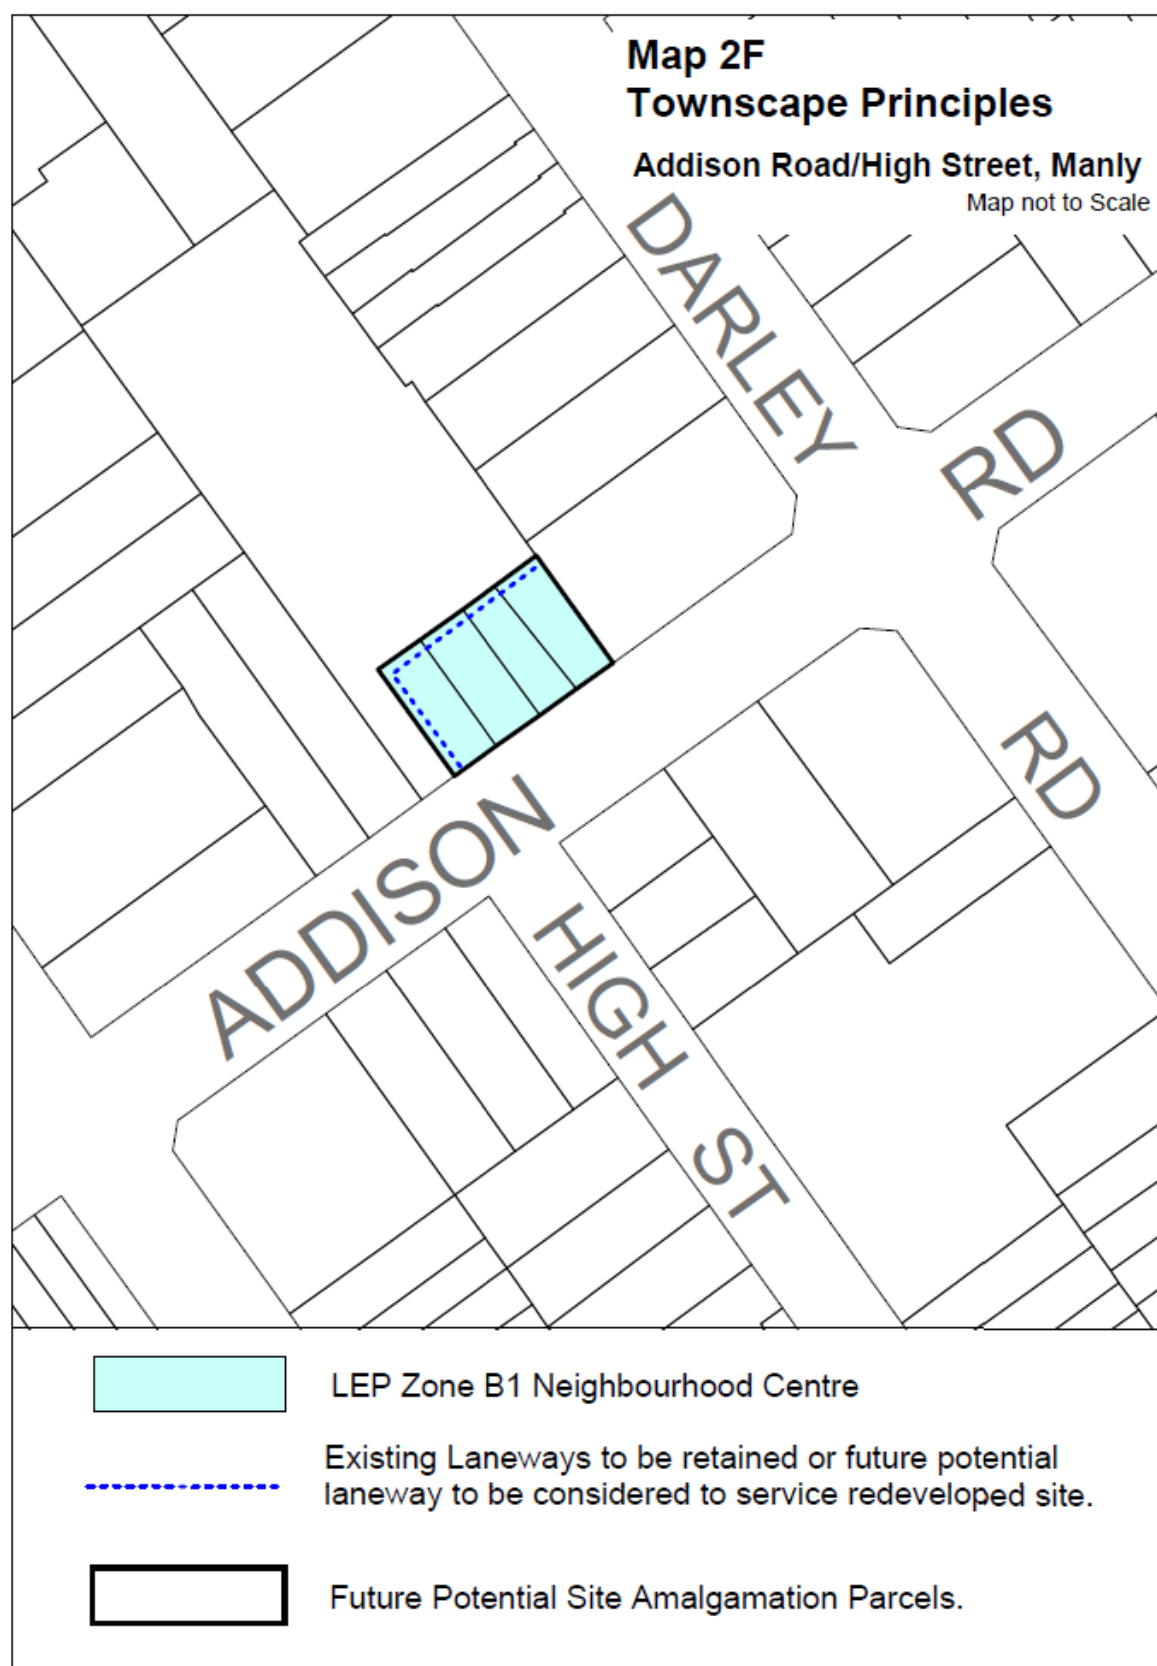 Map 2F
Townscape Principles
Addison Road/High Street, Manly
Map not to Scale
DARLEY
RD
RD
ADDISON
HIGH
ST
LEP Zone B1 Neighbourhood Centre
Existing Laneways to be retained or future potential
laneway to be considered to service redeveloped site.
Future Potential Site Amalgamation Parcels.